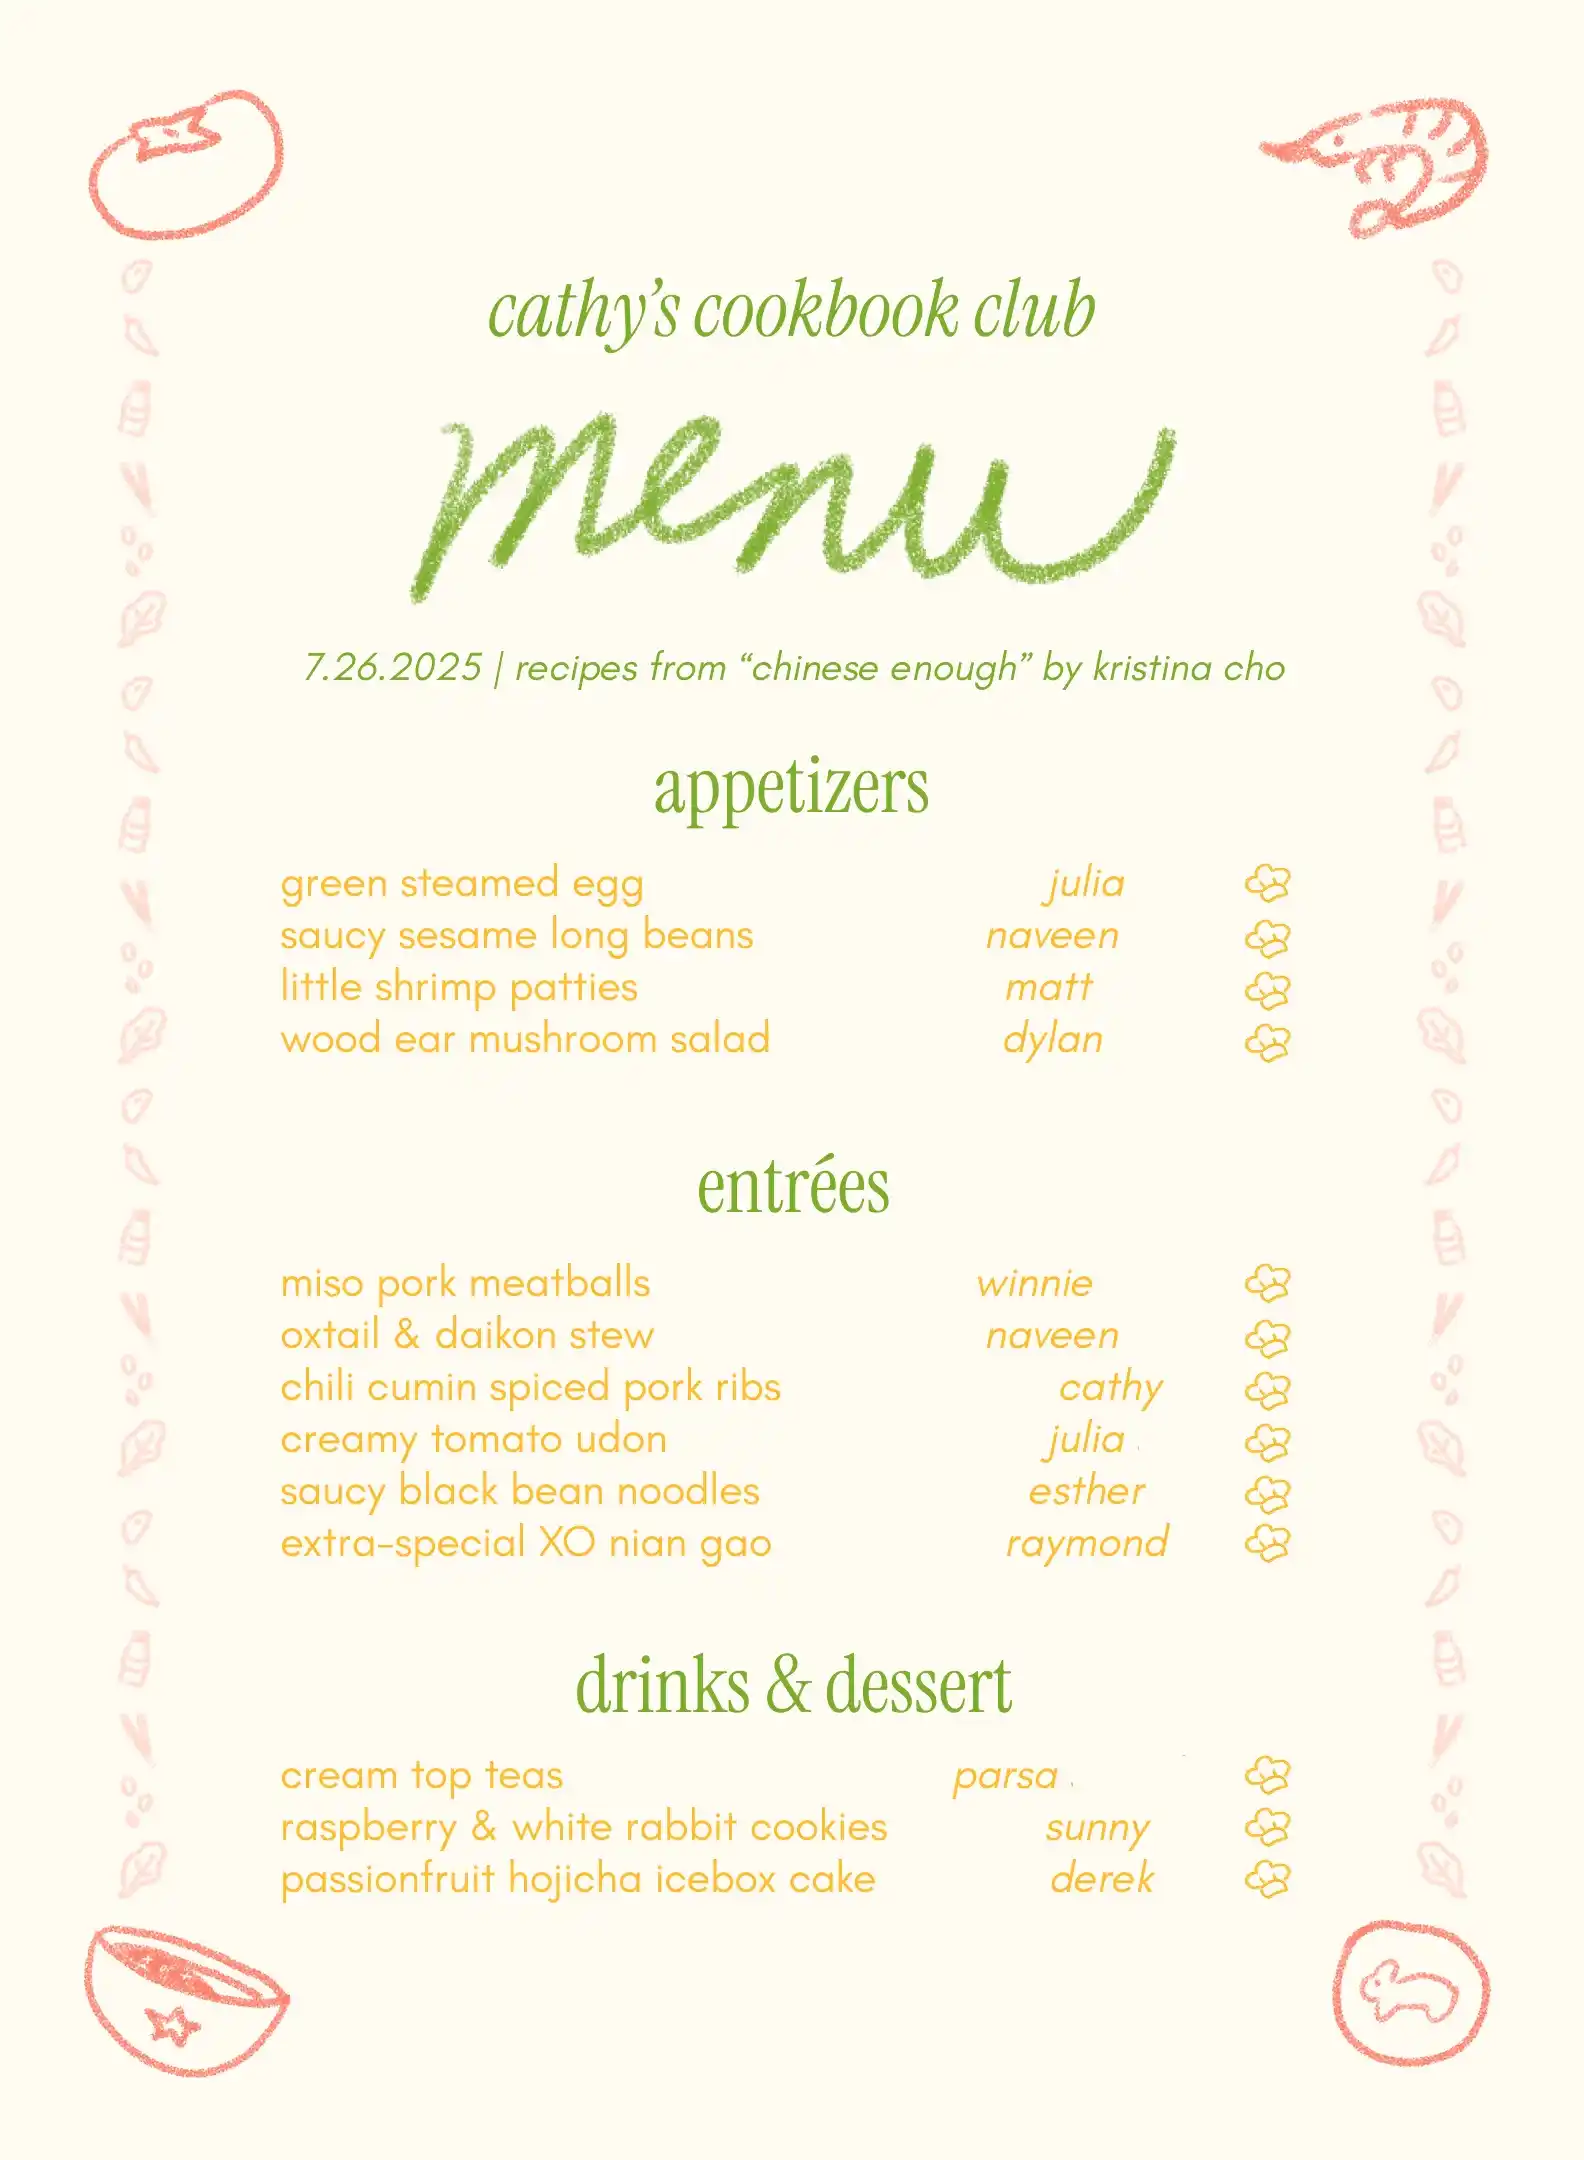 cathy’s cookbook club
menu
7.26.2025 | recipes from “chinese enough” by kristina cho
appetizers
green steamed egg julia
saucy sesame long beans naveen
little shrimp patties matt
wood ear mushroom salad dylan
entrées
miso pork meatballs winnie
oxtail & daikon stew naveen
chili cumin spiced pork ribs cathy
creamy tomato udon julia
saucy black bean noodles esther
extra-special XO nian gao raymond
drinks & dessert
cream top teas parsa
raspberry & white rabbit cookies sunny
passionfruit hojicha icebox cake derek